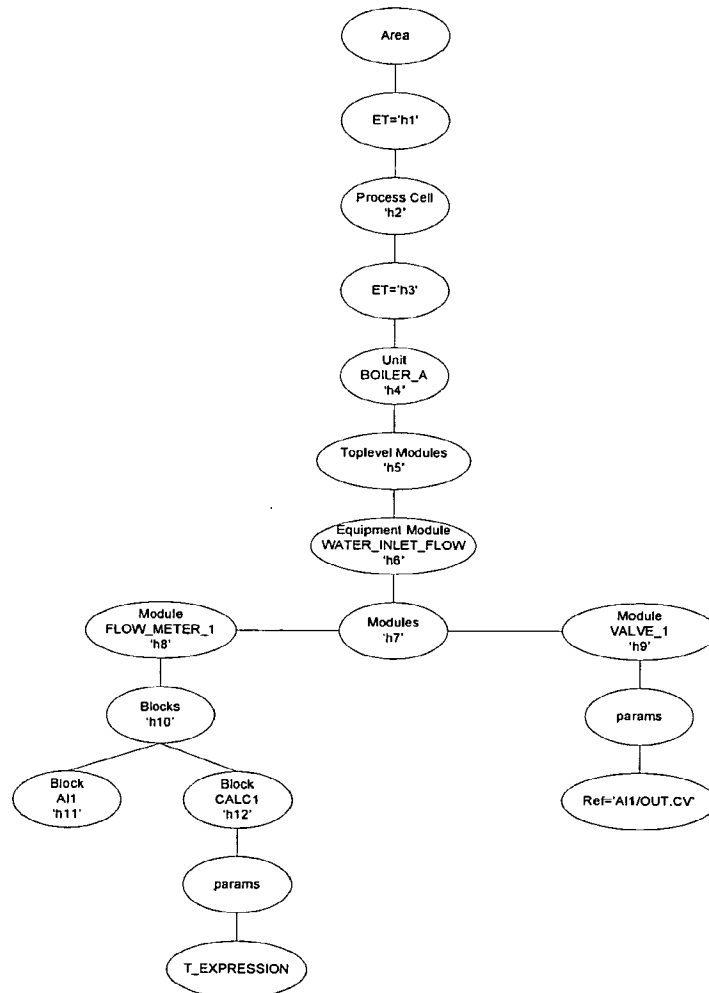 Area
ET='h1'
Process Cell
'h2'
ET='h3'
Unit
BOILER_A
'h4'
Toplevel Modules
'h5'
Equipment Module
WATER_INLET_FLOW
'h6'
Module
FLOW_METER_1
'h8'
Modules
'h7'
Module
VALVE_1
'h9'
Blocks
'h10'
params
Block
AI1
'h11'
Block
CALC1
'h12'
Ref='AI1/OUT.CV'
params
T_EXPRESSION